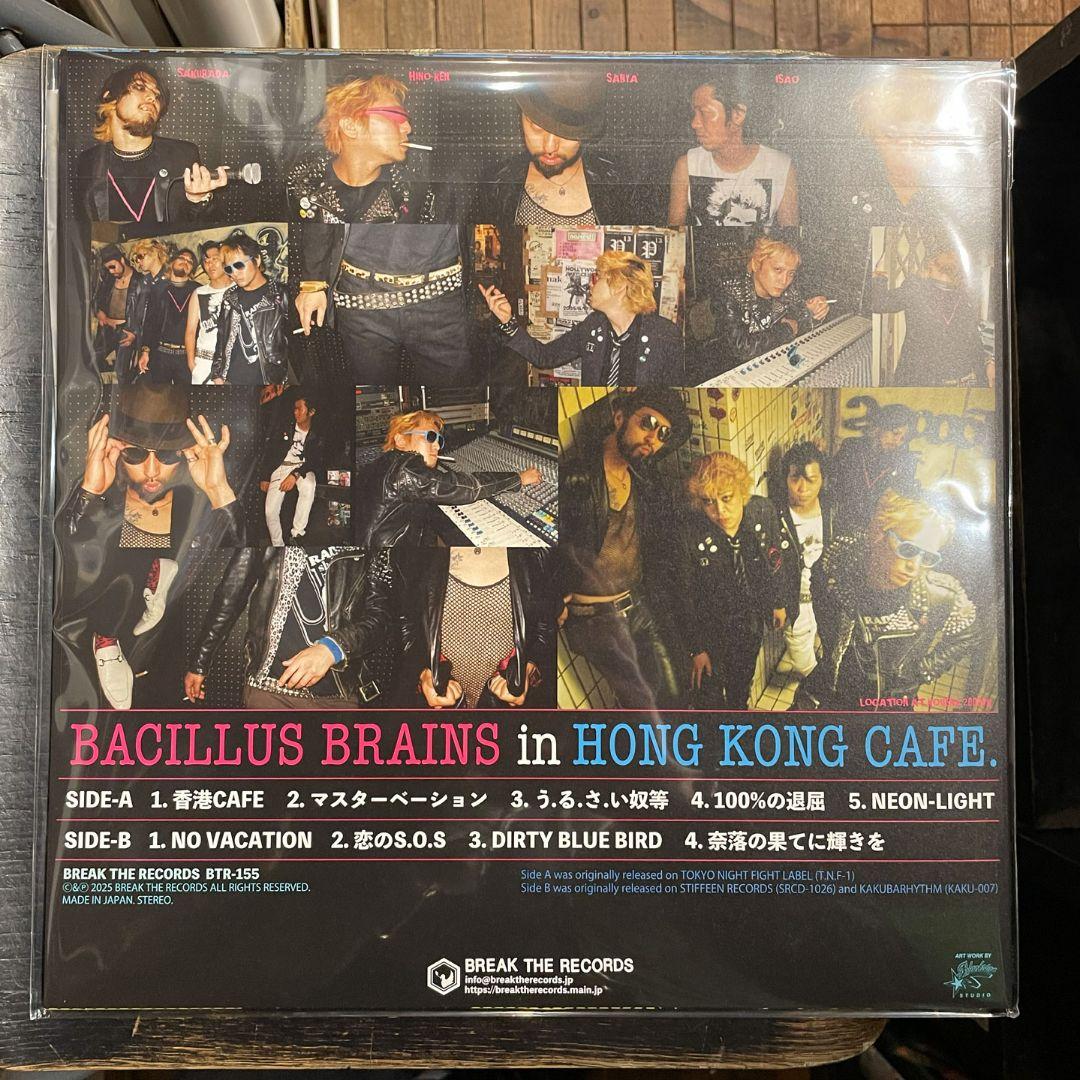 SAKURADA
HINO-KEN
SANTA
ISAO
BACILLUS BRAINS in HONG KONG CAFE.
SIDE-A 1. 香港CAFE 2. マスターベーション 3. う.る.さ.い奴等 4. 100%の退屈 5. NEON-LIGHT
SIDE-B 1. NO VACATION 2. 恋のS.O.S 3. DIRTY BLUE BIRD 4. 奈落の果てに輝きを
BREAK THE RECORDS BTR-155
©&℗ 2025 BREAK THE RECORDS ALL RIGHTS RESERVED.
MADE IN JAPAN. STEREO.
Side A was originally released on TOKYO NIGHT FIGHT LABEL (T.N.F-1)
Side B was originally released on STIFFEEN RECORDS (SRCD-1026) and KAKUBARHYTHM (KAKU-007)
BREAK THE RECORDS
info@breaktherecords.jp
https://breaktherecords.main.jp
ART WORK BY
STUDIO